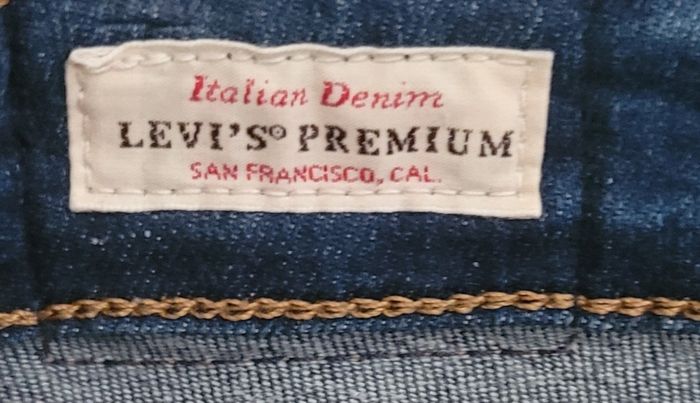 Italian Denim
LEVI'S® PREMIUM
SAN FRANCISCO, CAL.